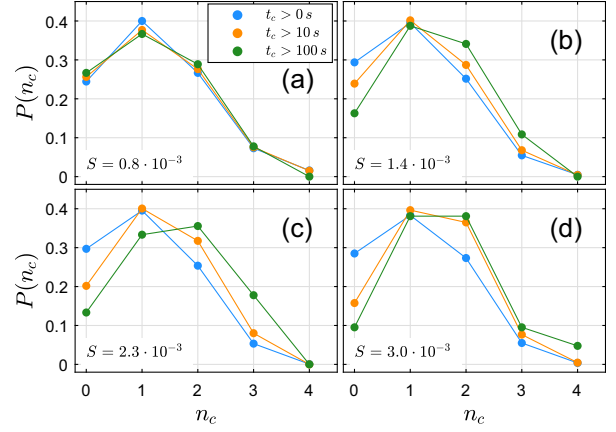 t_c > 0 s
t_c > 10 s
t_c > 100 s
P(n_c)
0.4
0.3
0.2
0.1
0
(a)
S = 0.8 · 10⁻³
(b)
S = 1.4 · 10⁻³
P(n_c)
0.4
0.3
0.2
0.1
0
(c)
S = 2.3 · 10⁻³
(d)
S = 3.0 · 10⁻³
0 1 2 3 4
0 1 2 3 4
n_c
n_c